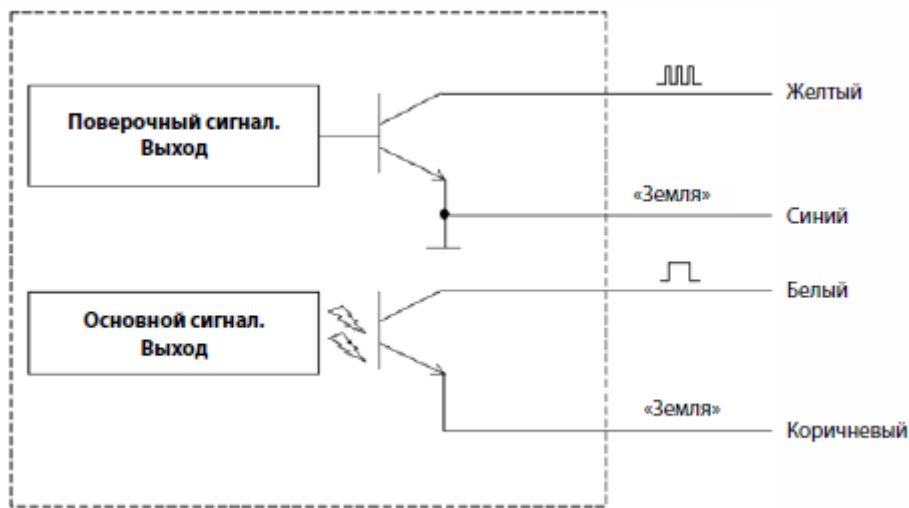 Поверочный сигнал.
Выход
Желтый
«Земля»
Синий
Основной сигнал.
Выход
Белый
«Земля»
Коричневый